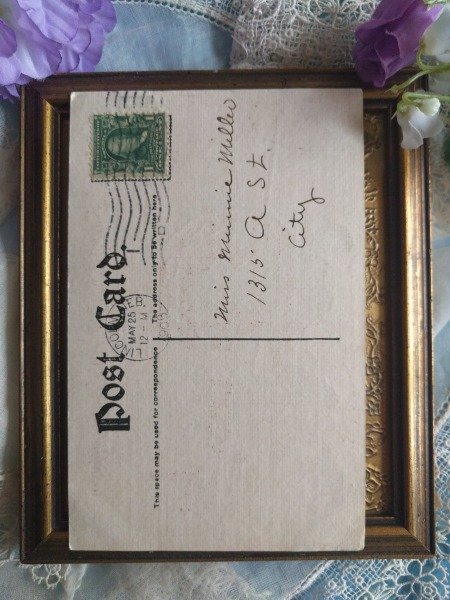 Post Card.
This space may be used for correspondence
The address only to be written here
MAY 25
12 - M
Miss Minnie Miller
1315 A St.
City